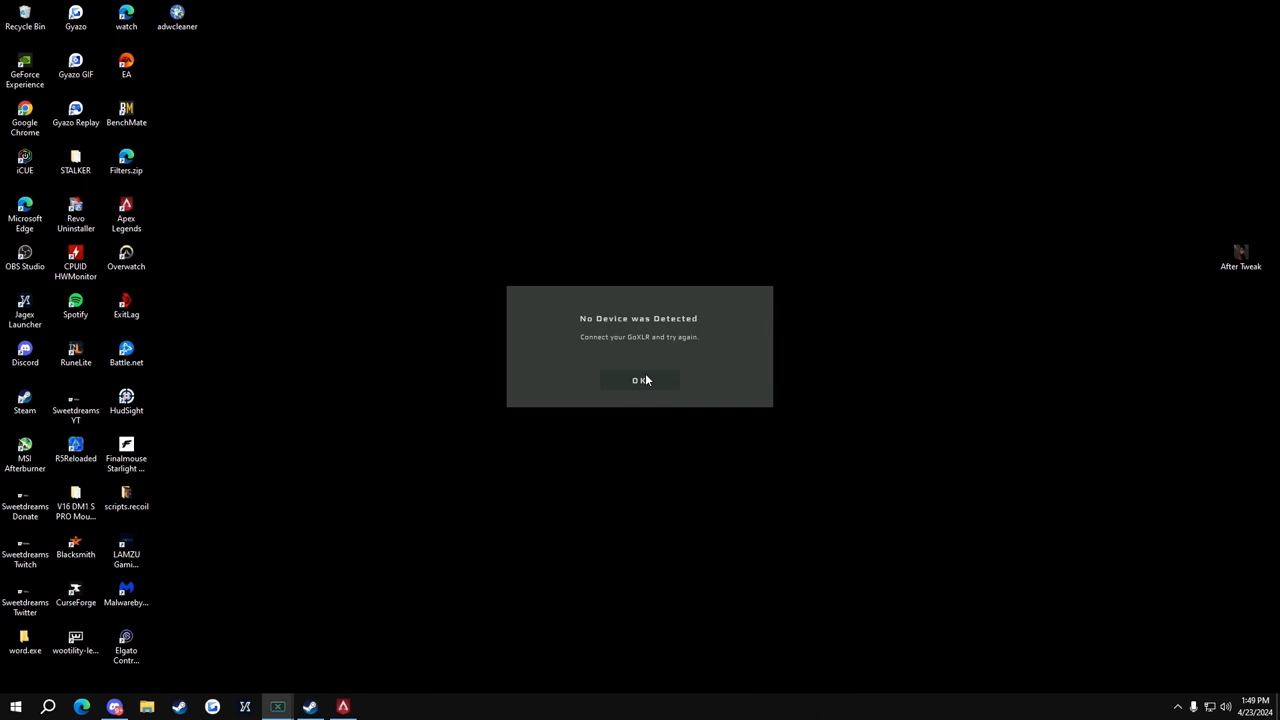 Recycle Bin
Gyazo
watch
adwcleaner
GeForce
Experience
Gyazo GIF
EA
Google
Chrome
Gyazo Replay
BenchMate
iCUE
STALKER
Filters.zip
Microsoft
Edge
Revo
Uninstaller
Apex
Legends
OBS Studio
CPUID
HWMonitor
Overwatch
After Tweak
Jagex
Launcher
Spotify
ExitLag
No Device was Detected
Connect your GoXLR and try again.
OK
Discord
RuneLite
Battle.net
Steam
Sweetdreams
YT
HudSight
MSI
Afterburner
R5Reloaded
Finalmouse
Starlight ...
Sweetdreams
Donate
V16 DM1 S
PRO Mou...
scripts.recoil
Sweetdreams
Twitch
Blacksmith
LAMZU
Gami...
Sweetdreams
Twitter
CurseForge
Malwareby...
word.exe
wootility-le...
Elgato
Contr...
1:49 PM
4/23/2024